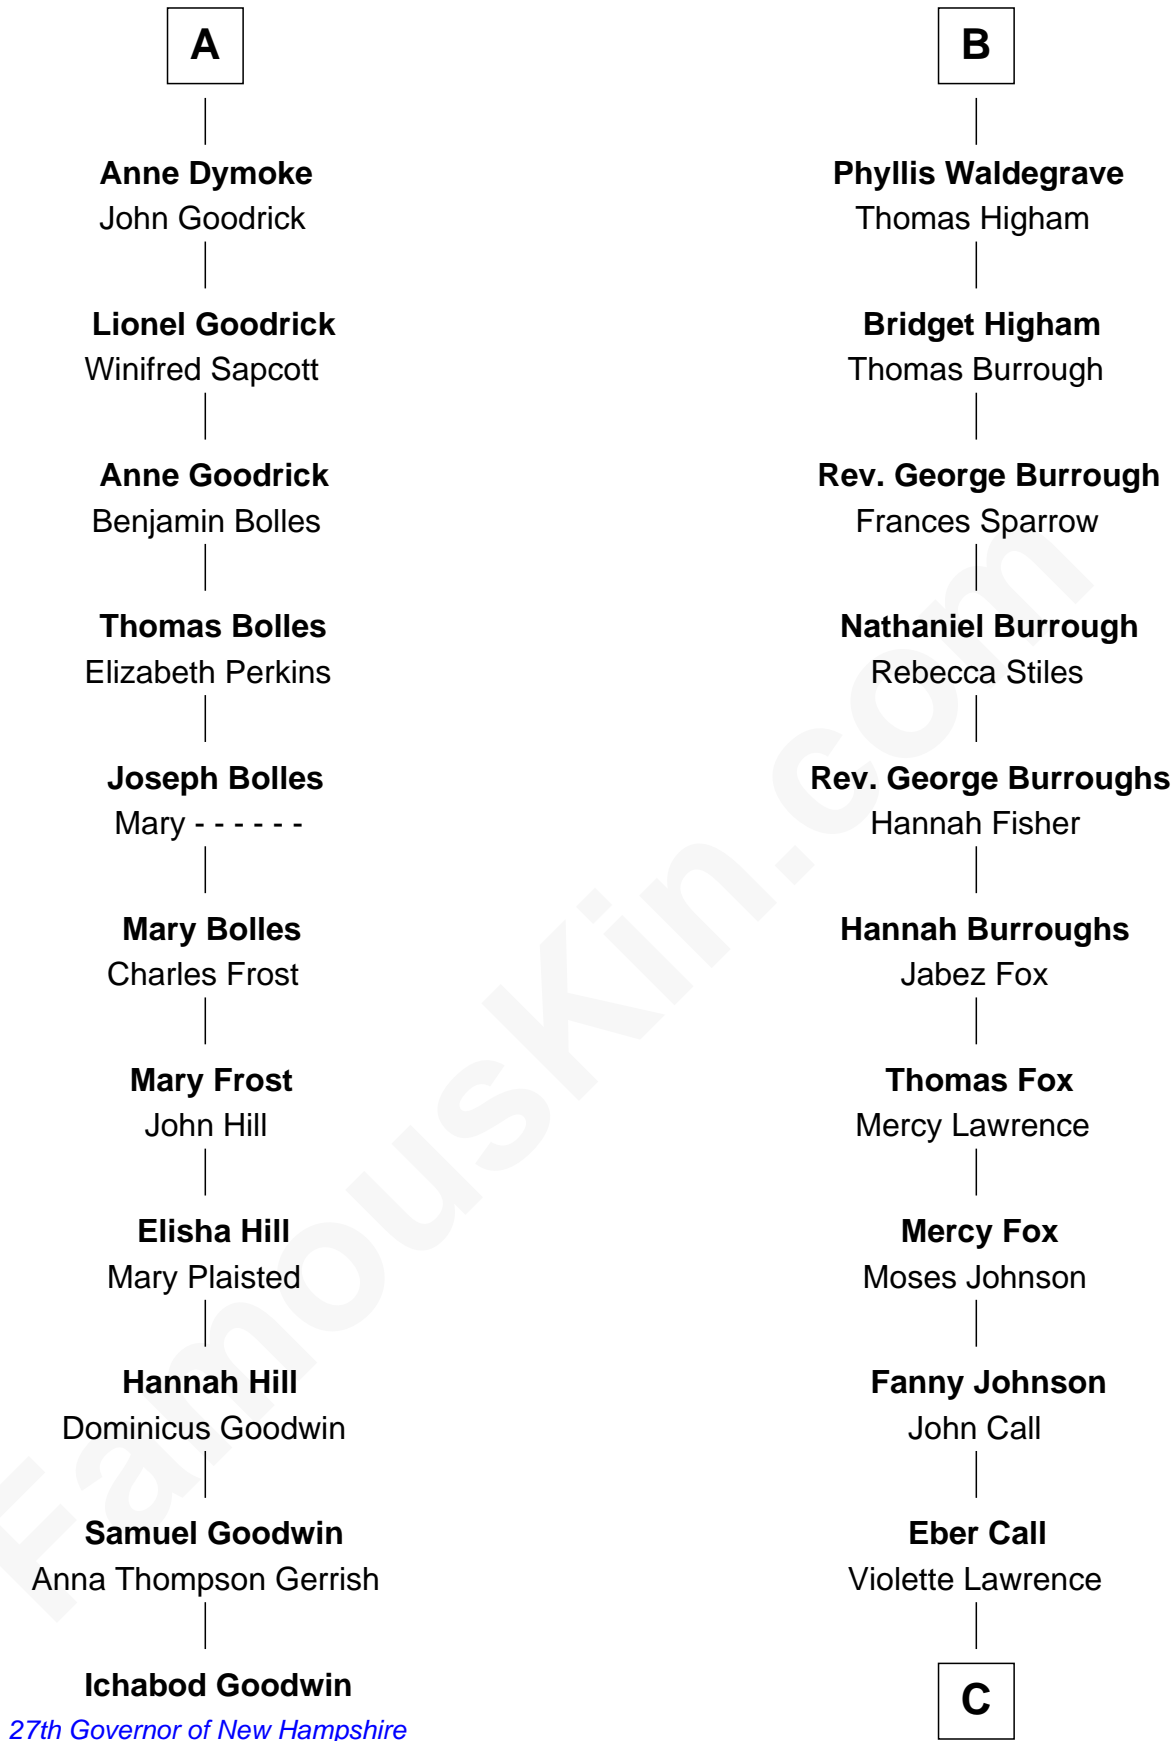 A
Anne Dymoke
John Goodrick
Lionel Goodrick
Winifred Sapcott
Anne Goodrick
Benjamin Bolles
Thomas Bolles
Elizabeth Perkins
Joseph Bolles
Mary - - - - - -
Mary Bolles
Charles Frost
Mary Frost
John Hill
Elisha Hill
Mary Plaisted
Hannah Hill
Dominicus Goodwin
Samuel Goodwin
Anna Thompson Gerrish
Ichabod Goodwin
27th Governor of New Hampshire
B
Phyllis Waldegrave
Thomas Higham
Bridget Higham
Thomas Burrough
Rev. George Burrough
Frances Sparrow
Nathaniel Burrough
Rebecca Stiles
Rev. George Burroughs
Hannah Fisher
Hannah Burroughs
Jabez Fox
Thomas Fox
Mercy Lawrence
Mercy Fox
Moses Johnson
Fanny Johnson
John Call
Eber Call
Violette Lawrence
C
FamousKin.com